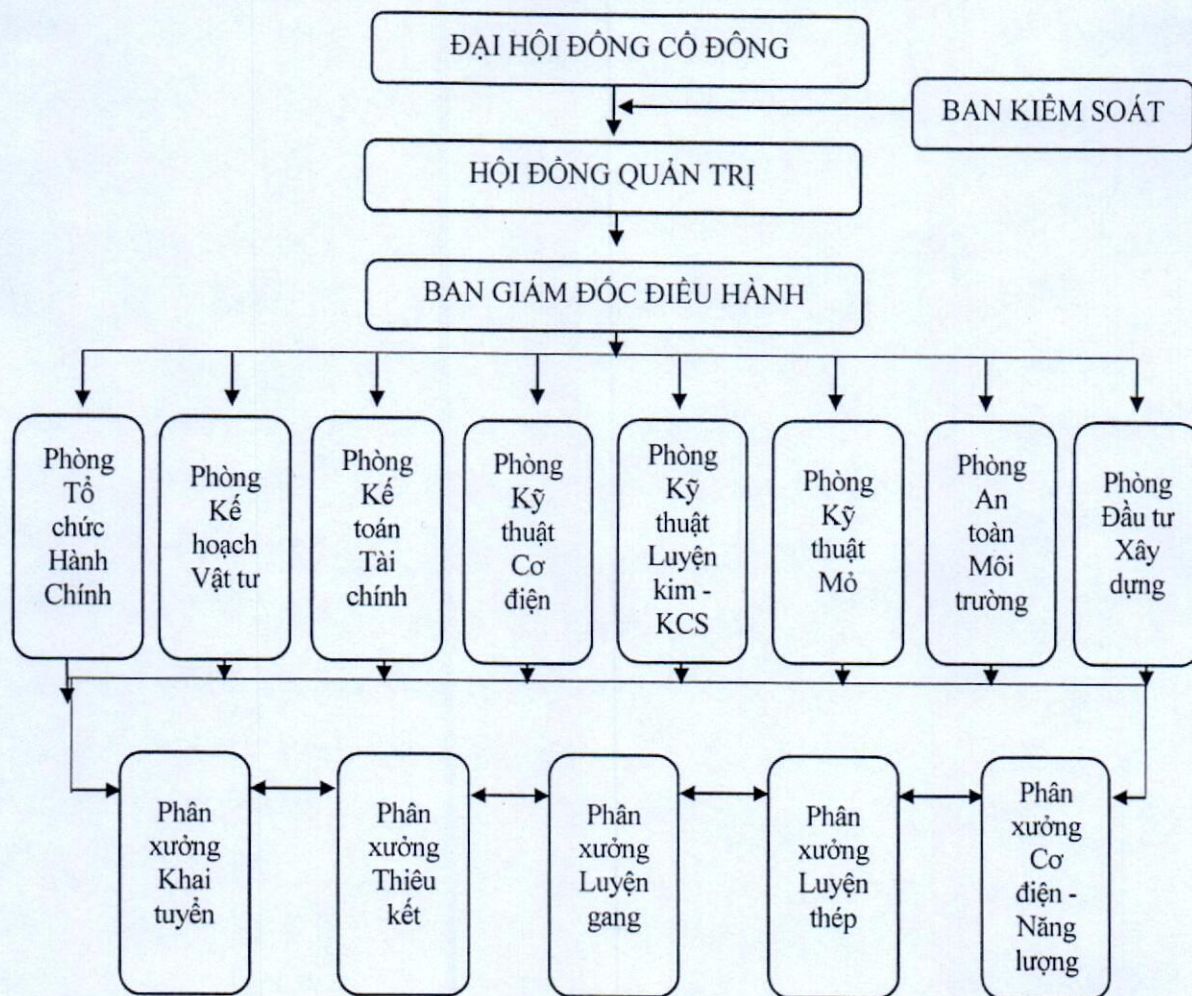 ĐẠI HỘI ĐỒNG CỔ ĐÔNG
BAN KIỂM SOÁT
HỘI ĐỒNG QUẢN TRỊ
BAN GIÁM ĐỐC ĐIỀU HÀNH
Phòng
Tổ
chức
Hành
Chính
Phòng
Kế
hoạch
Vật tư
Phòng
Kế
toán
Tài
chính
Phòng
Kỹ
thuật
Cơ
điện
Phòng
Kỹ
thuật
Luyện
kim -
KCS
Phòng
Kỹ
thuật
Mỏ
Phòng
An
toàn
Môi
trường
Phòng
Đầu tư
Xây
dựng
Phân
xưởng
Khai
tuyển
Phân
xưởng
Thiêu
kết
Phân
xưởng
Luyện
gang
Phân
xưởng
Luyện
thép
Phân
xưởng
Cơ
điện -
Năng
lượng